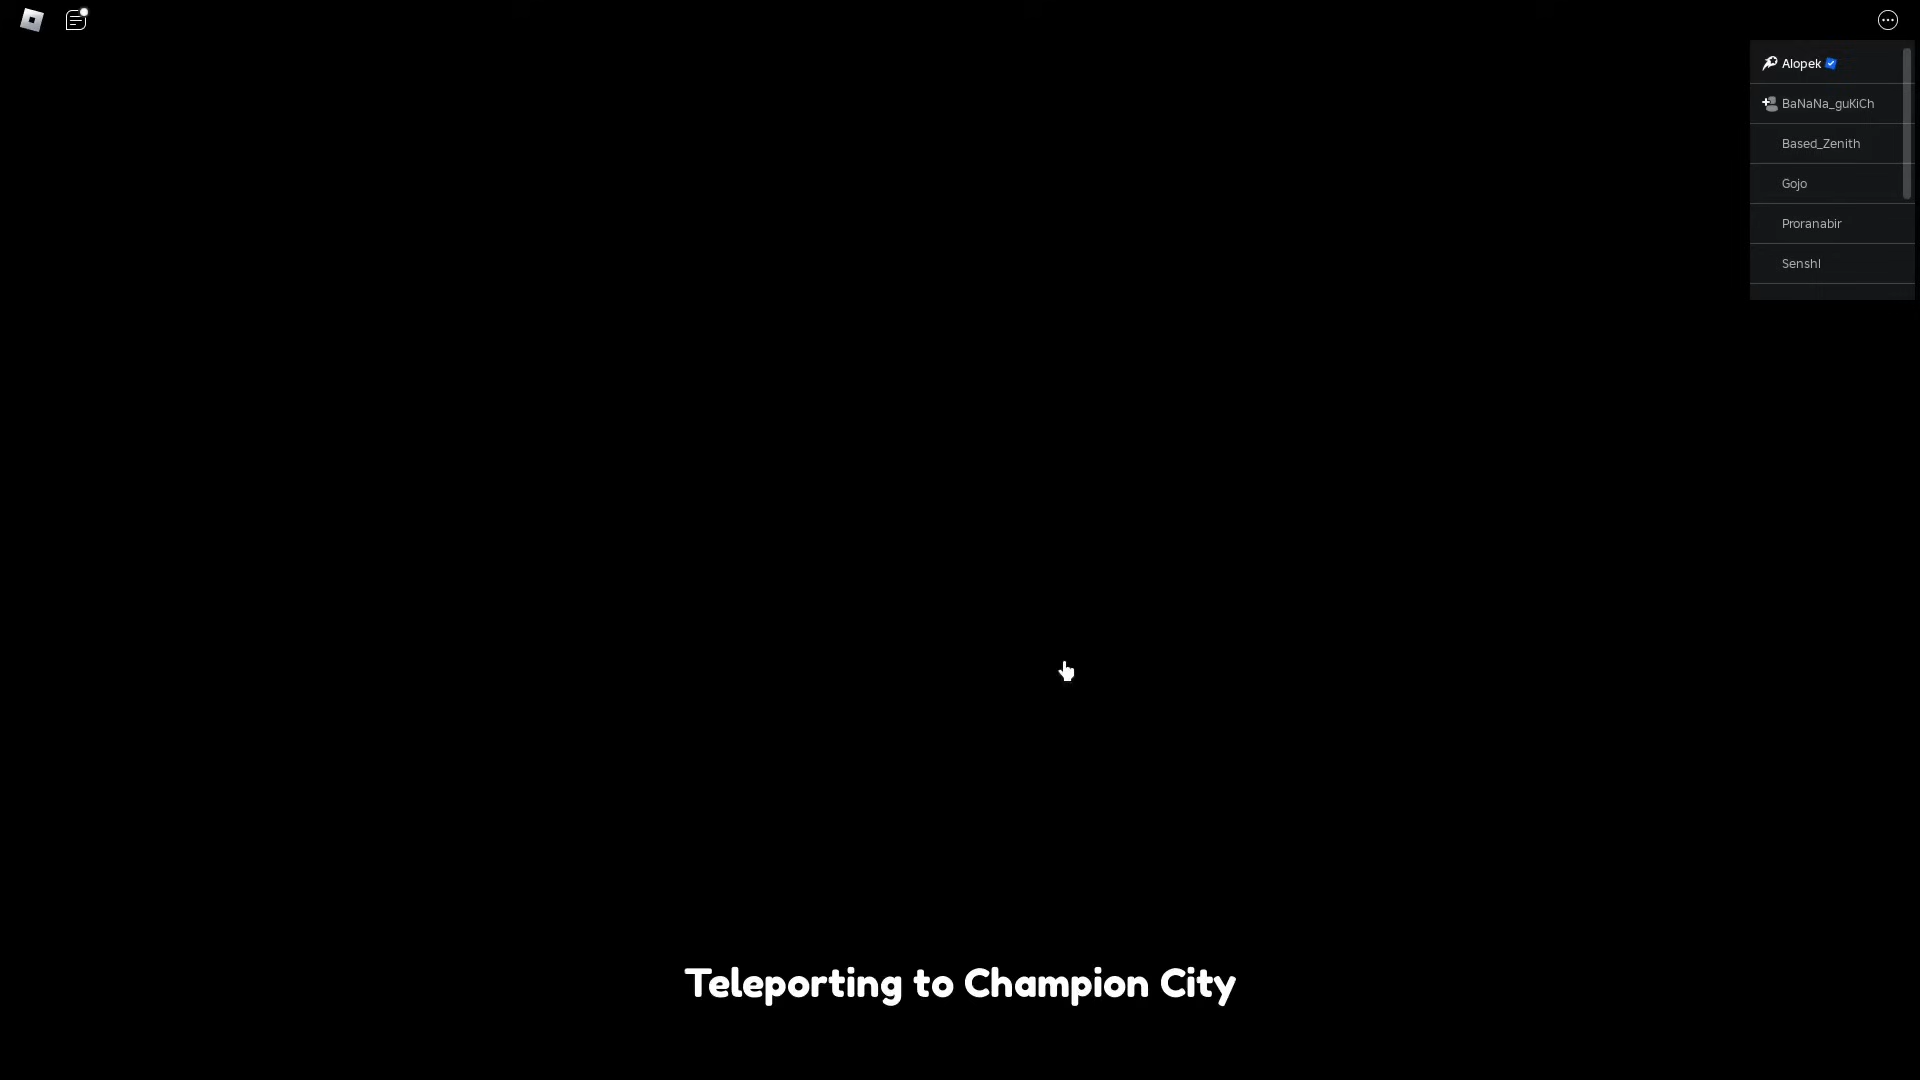 Alopek
BaNaNa_guKiCh
Based_Zenith
Gojo
Proranabir
Senshl
Teleporting to Champion City